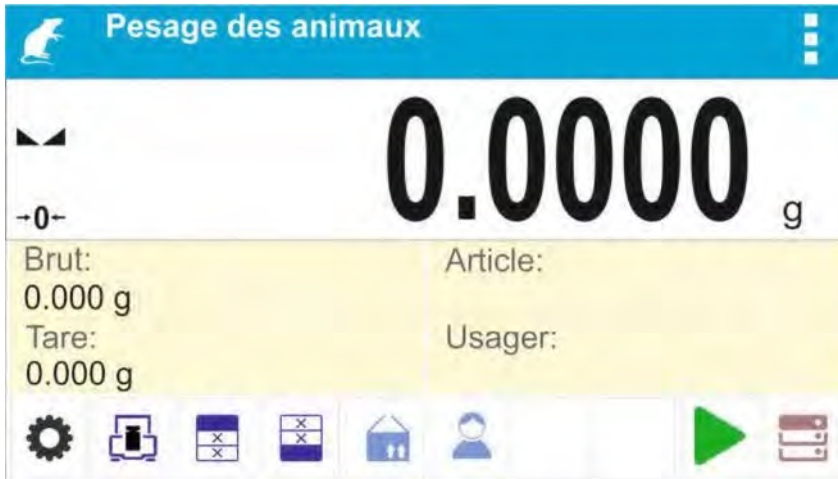 Pesage des animaux
0.0000 g
→0←
Brut:
0.000 g
Tare:
0.000 g
Article:
Usager: